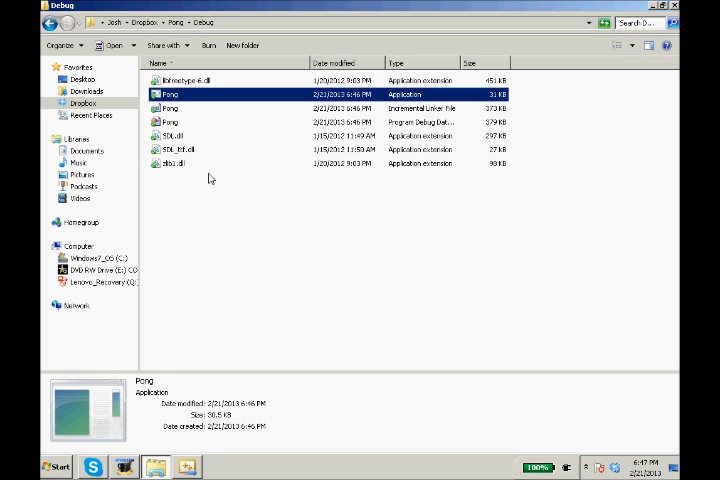 Debug
Josh ▸ Dropbox ▸ Pong ▸ Debug
Search D...
Organize Open Share with Burn New folder
Name Date modified Type Size
libfreetype-6.dll 1/20/2012 9:03 PM Application extension 451 KB
Pong 2/21/2013 6:46 PM Application 31 KB
Pong 2/21/2013 6:46 PM Incremental Linker File 373 KB
Pong 2/21/2013 6:46 PM Program Debug Dat... 379 KB
SDL.dll 1/15/2012 11:49 AM Application extension 297 KB
SDL_ttf.dll 1/15/2012 11:50 AM Application extension 27 KB
zlib1.dll 1/20/2012 9:03 PM Application extension 98 KB
Favorites
Desktop
Downloads
Dropbox
Recent Places
Libraries
Documents
Music
Pictures
Podcasts
Videos
Homegroup
Computer
Windows7_OS (C:)
DVD RW Drive (E:) CO
Lenovo_Recovery (Q:)
Network
Pong
Application
Date modified: 2/21/2013 6:46 PM
Size: 30.5 KB
Date created: 2/21/2013 6:46 PM
Start
100%
6:47 PM
2/21/2013